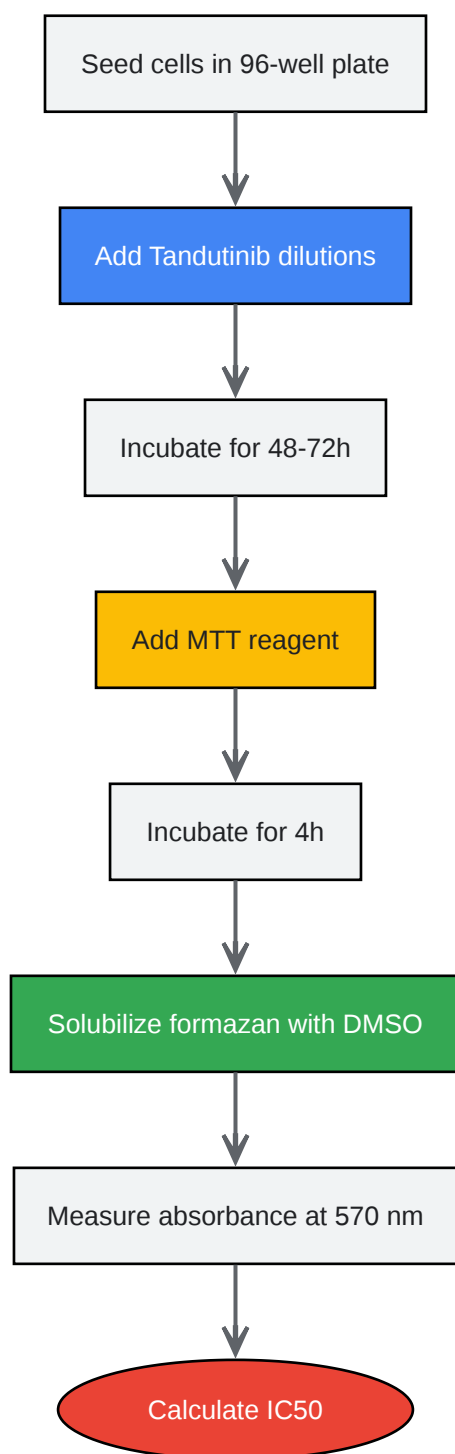 Seed cells in 96-well plate
Add Tandutinib dilutions
Incubate for 48-72h
Add MTT reagent
Incubate for 4h
Solubilize formazan with DMSO
Measure absorbance at 570 nm
Calculate IC50